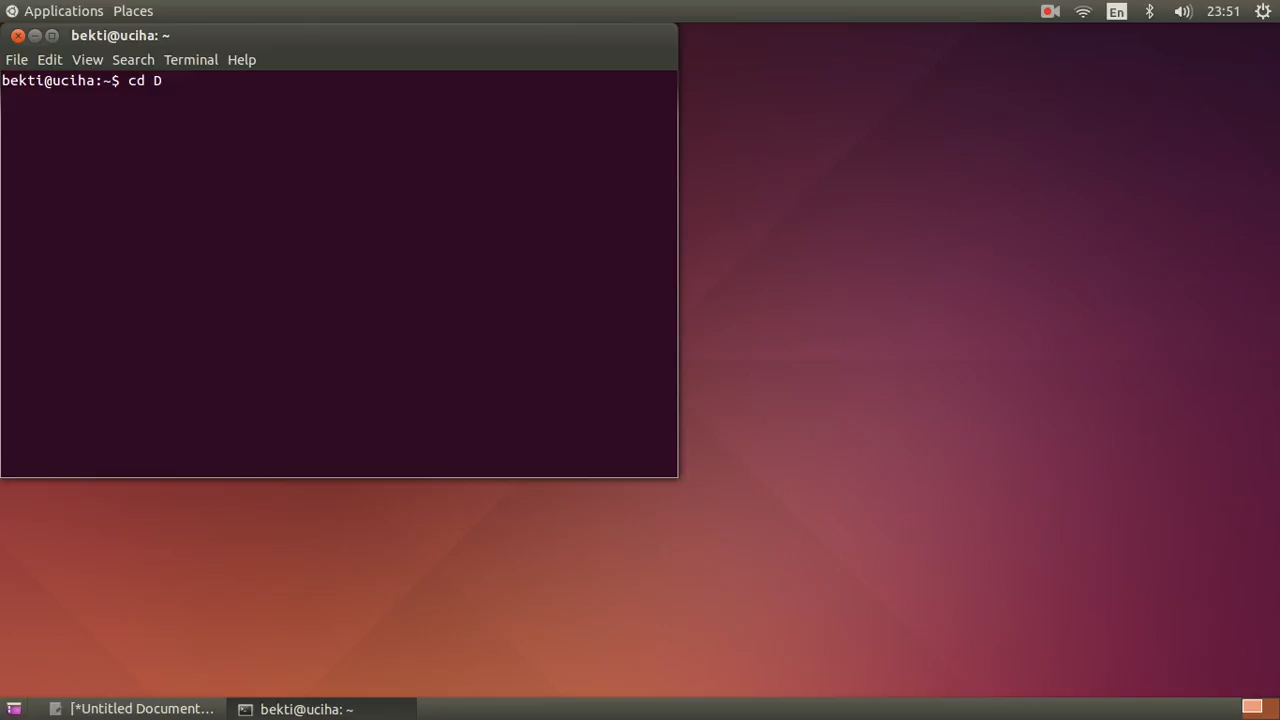 Applications Places En 23:51
bekti@uciha: ~
File Edit View Search Terminal Help
bekti@uciha:~$ cd D
[*Untitled Document... bekti@uciha: ~